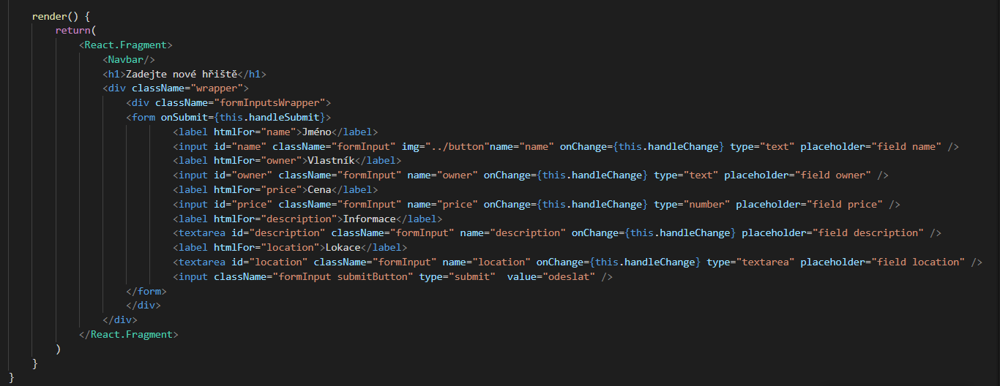 render() {
return(
<React.Fragment>
<Navbar/>
<h1>Zadejte nové hřiště</h1>
<div className="wrapper">
<div className="formInputsWrapper">
<form onSubmit={this.handleSubmit}>
<label htmlFor="name">Jméno</label>
<input id="name" className="formInput" img="../button"name="name" onChange={this.handleChange} type="text" placeholder="field name" />
<label htmlFor="owner">Vlastník</label>
<input id="owner" className="formInput" name="owner" onChange={this.handleChange} type="text" placeholder="field owner" />
<label htmlFor="price">Cena</label>
<input id="price" className="formInput" name="price" onChange={this.handleChange} type="number" placeholder="field price" />
<label htmlFor="description">Informace</label>
<textarea id="description" className="formInput" name="description" onChange={this.handleChange} placeholder="field description" />
<label htmlFor="location">Lokace</label>
<textarea id="location" className="formInput" name="location" onChange={this.handleChange} type="textarea" placeholder="field location" />
<input className="formInput submitButton" type="submit"  value="odeslat" />
</form>
</div>
</div>
</React.Fragment>
)
}
}